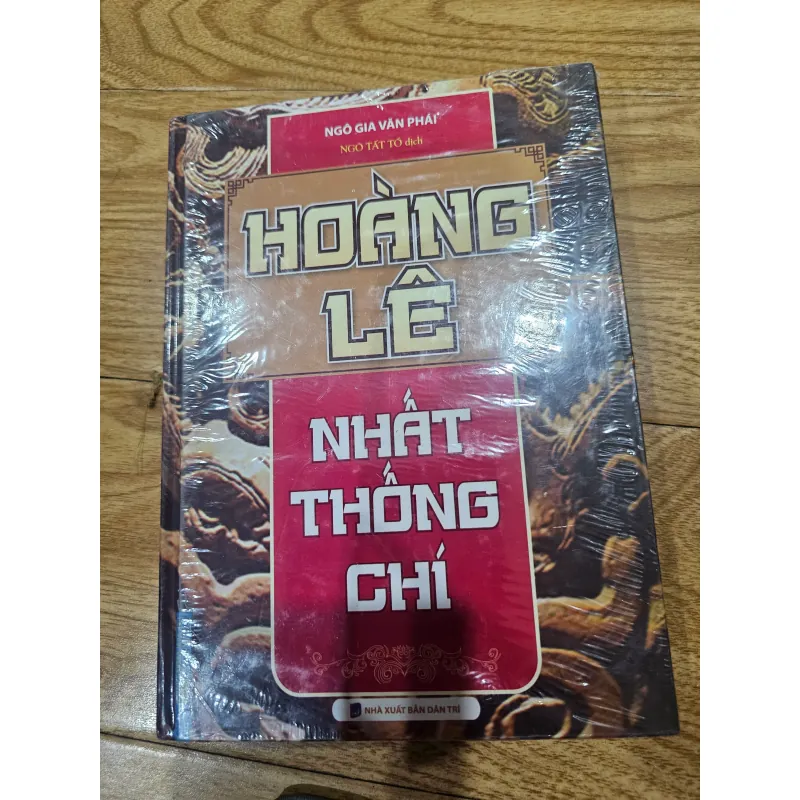 NGÔ GIA VĂN PHÁI
NGÔ TẤT TỐ dịch
HOÀNG
LÊ
NHẤT
THỐNG
CHÍ
NHÀ XUẤT BẢN DÂN TRÍ